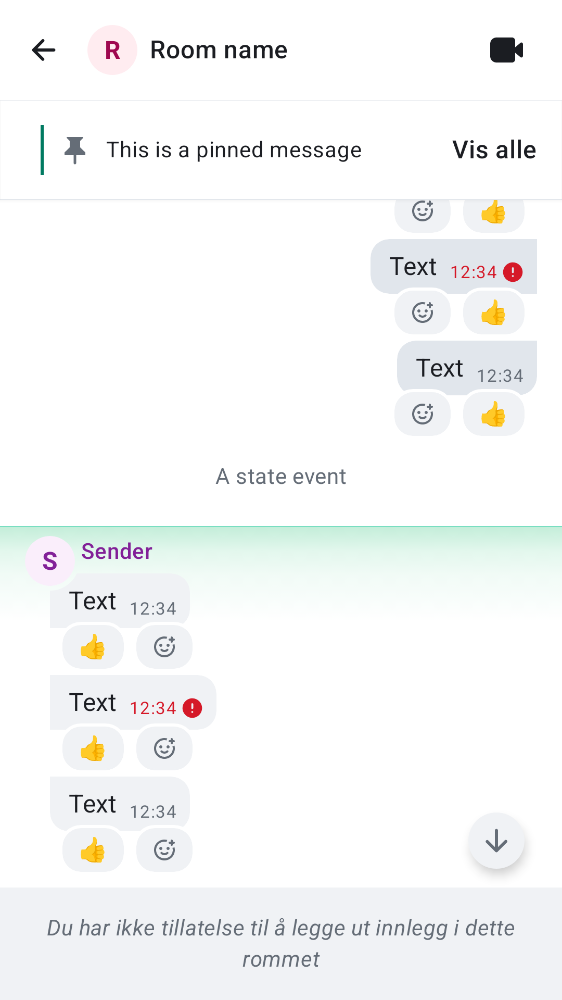 R Room name
This is a pinned message Vis alle
Text 12:34
Text 12:34
A state event
S Sender
Text 12:34
Text 12:34
Text 12:34
Du har ikke tillatelse til å legge ut innlegg i dette
rommet